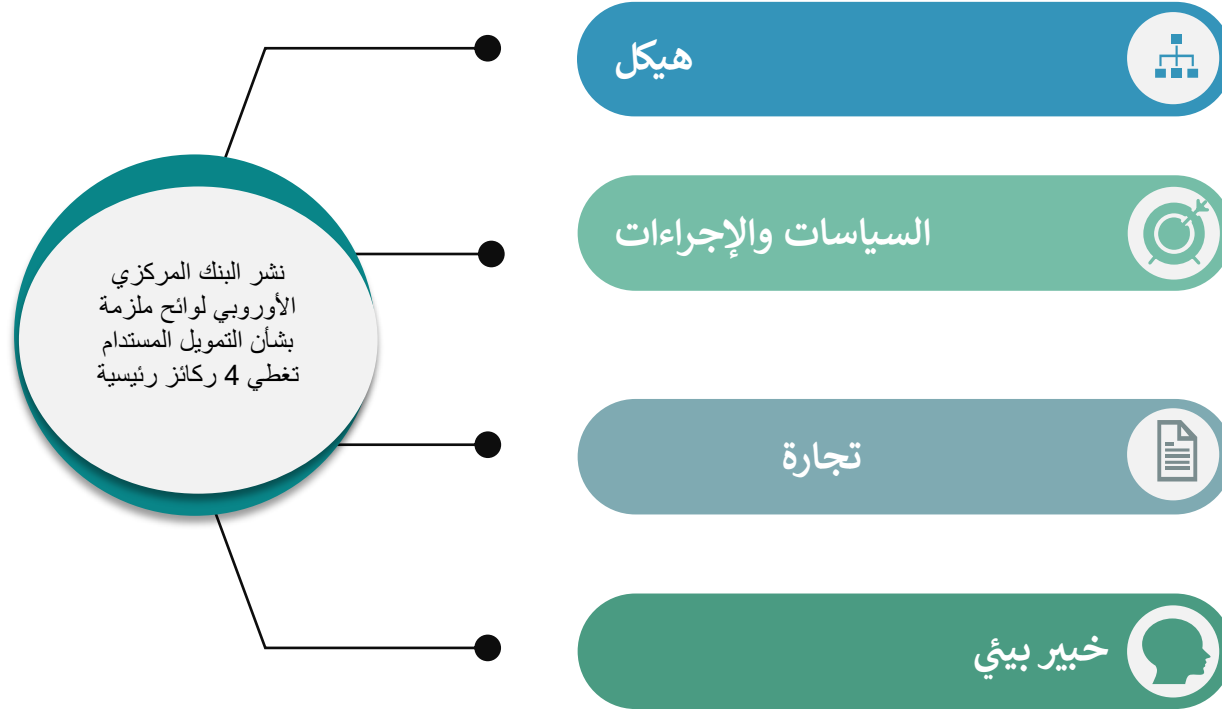 نشر البنك المركزي
الأوروبي لوائح ملزمة
بشأن التمويل المستدام
تغطي 4 ركائز رئيسية
هيكل
السياسات والإجراءات
تجارة
خبير بيئي